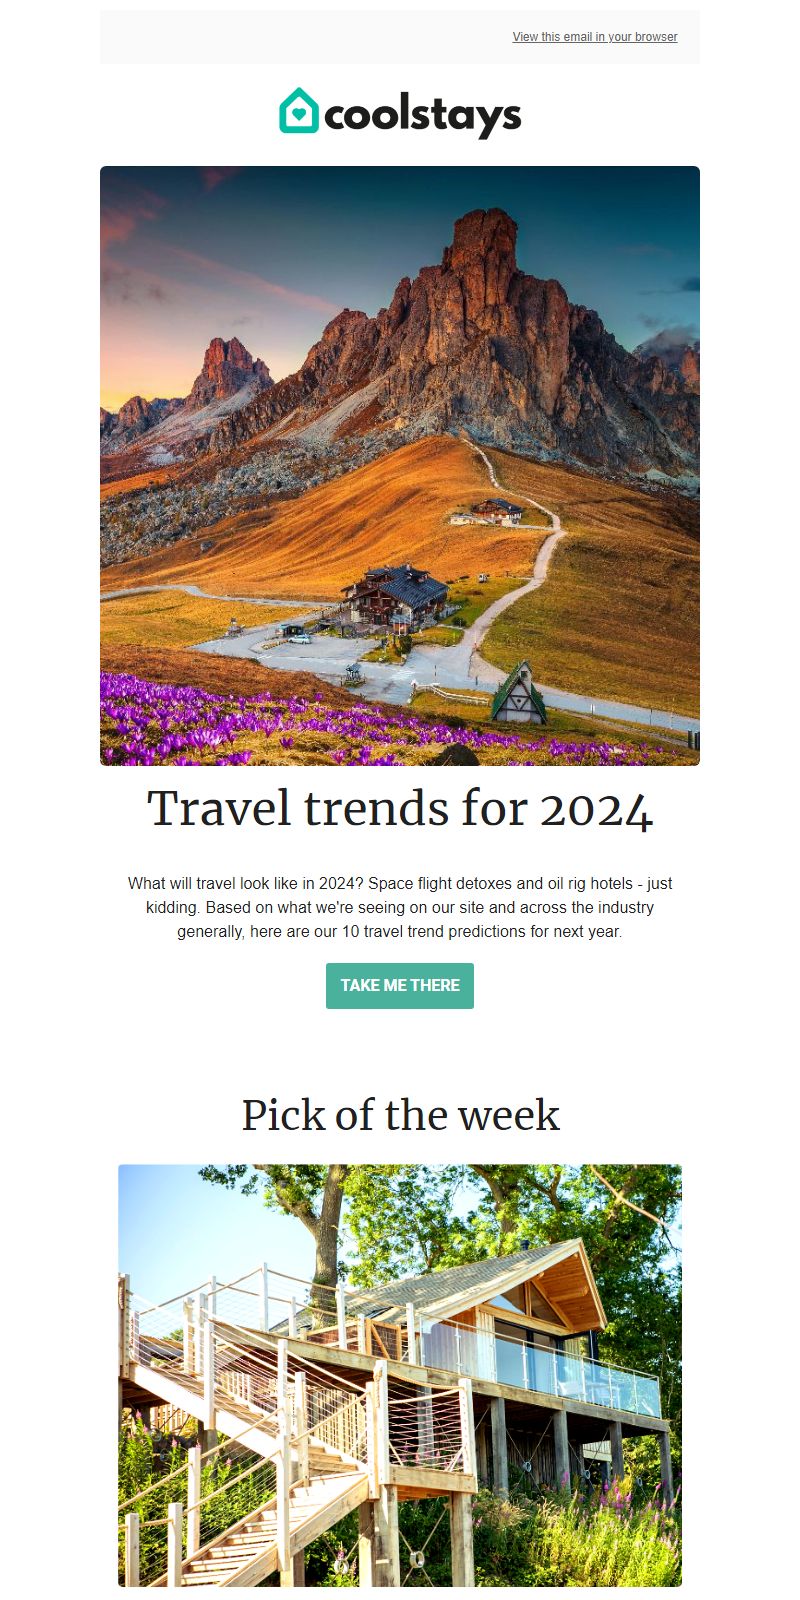 View this email in your browser
coolstays
Travel trends for 2024
What will travel look like in 2024? Space flight detoxes and oil rig hotels - just
kidding. Based on what we're seeing on our site and across the industry
generally, here are our 10 travel trend predictions for next year.
TAKE ME THERE
Pick of the week